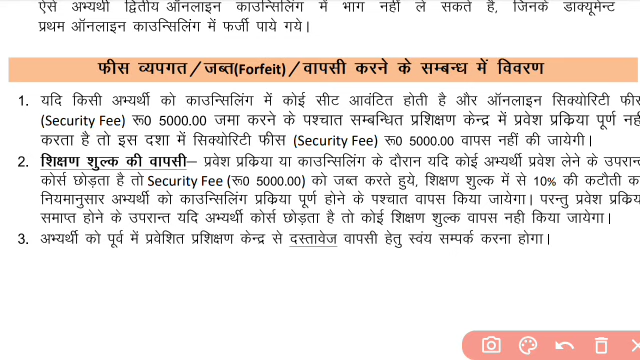 ऐसे अभ्यर्थी द्वितीय ऑनलाइन काउन्सिलिंग में भाग नहीं ले सकते है, जिनके डाक्यूमेन्ट
प्रथम ऑनलाइन काउन्सिलिंग में फर्जी पाये गये।
फीस व्यपगत/जब्त(Forfeit)/वापसी करने के सम्बन्ध में विवरण
1. यदि किसी अभ्यर्थी को काउन्सिलिंग में कोई सीट आवंटित होती है और ऑनलाइन सिक्योरिटी फीस
(Security Fee) रू0 5000.00 जमा करने के पश्चात सम्बन्धित प्रशिक्षण केन्द्र में प्रवेश प्रकिया पूर्ण नही
करता है तो इस दशा में सिक्योरिटी फीस (Security Fee) रू0 5000.00 वापस नहीं की जायेगी।
2. शिक्षण शुल्क की वापसी– प्रवेश प्रकिया या काउन्सिलिंग के दौरान यदि कोई अभ्यर्थी प्रवेश लेने के उपरान्
कोर्स छोड़ता है तो Security Fee (रू0 5000.00) को जब्त करते हुये, शिक्षण शुल्क में से 10% की कटौती क
नियमानुसार अभ्यर्थी को काउन्सिलिंग प्रकिया पूर्ण होने के पश्चात वापस किया जायेगा। परन्तु प्रवेश प्रकिय
समाप्त होने के उपरान्त यदि अभ्यर्थी कोर्स छोड़ता है तो कोई शिक्षण शुल्क वापस नही किया जायेगा।
3. अभ्यर्थी को पूर्व में प्रवेशित प्रशिक्षण केन्द्र से दस्तावेज वापसी हेतु स्वंय सम्पर्क करना होगा।